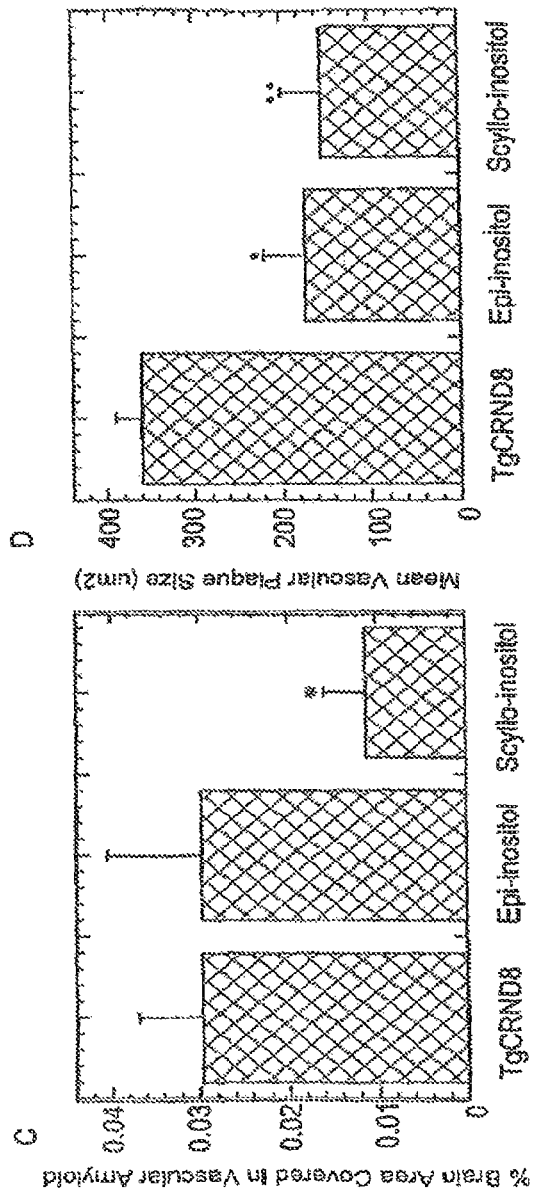 C
% Brain Area Covered In Vascular Amyloid
0.04
0.03
0.02
0.01
0
TgCRND8
Epi-inositol
Scyllo-inositol
D
Mean Vascular Plaque Size (um2)
400
300
200
100
0
TgCRND8
Epi-inositol
Scyllo-inositol
*
**